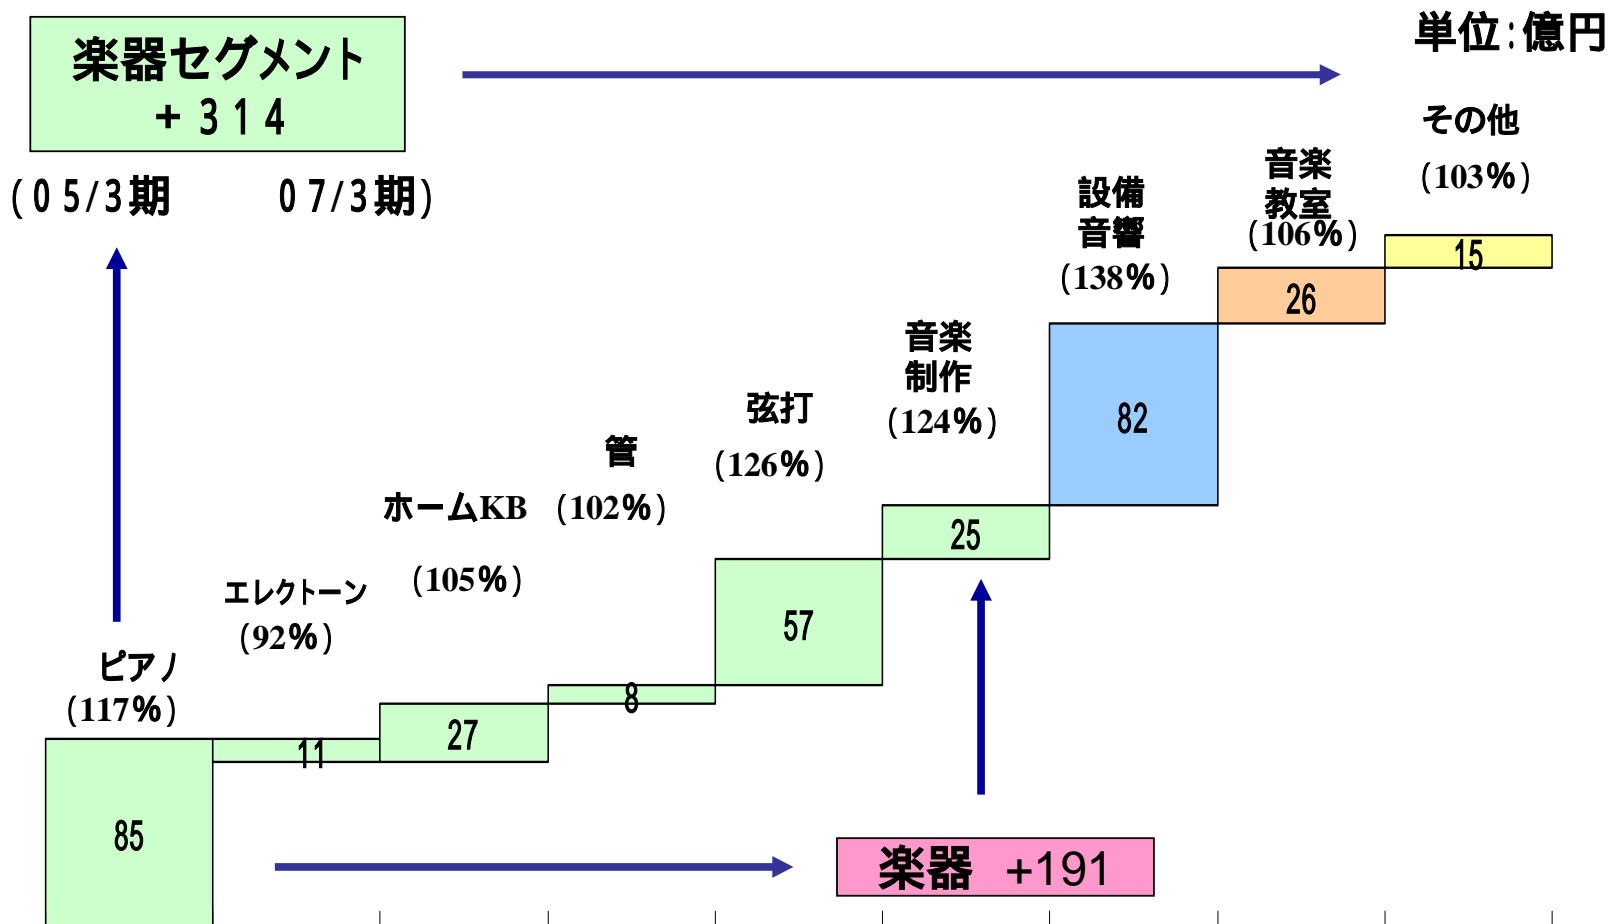 単位:億円
楽器セグメント
+３１４
(０５/3期 ０７/3期)
その他
(103%)
音楽
教室
(106%)
15
設備
音響
(138%)
26
音楽
制作
(124%)
82
弦打
(126%)
管
(102%)
ホームKB
(105%)
25
エレクトーン
(92%)
57
ピアノ
(117%)
8
27
11
85
楽器 +191